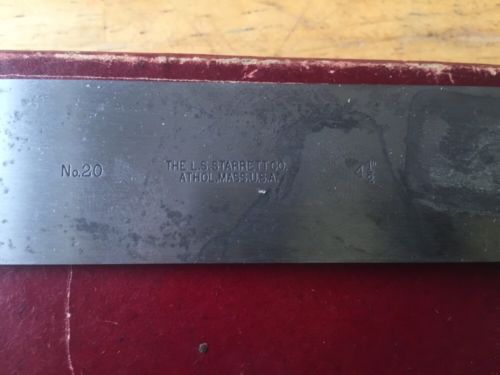 No.20
THE L.S. STARRETT CO.
ATHOL, MASS. U.S.A.
4½"